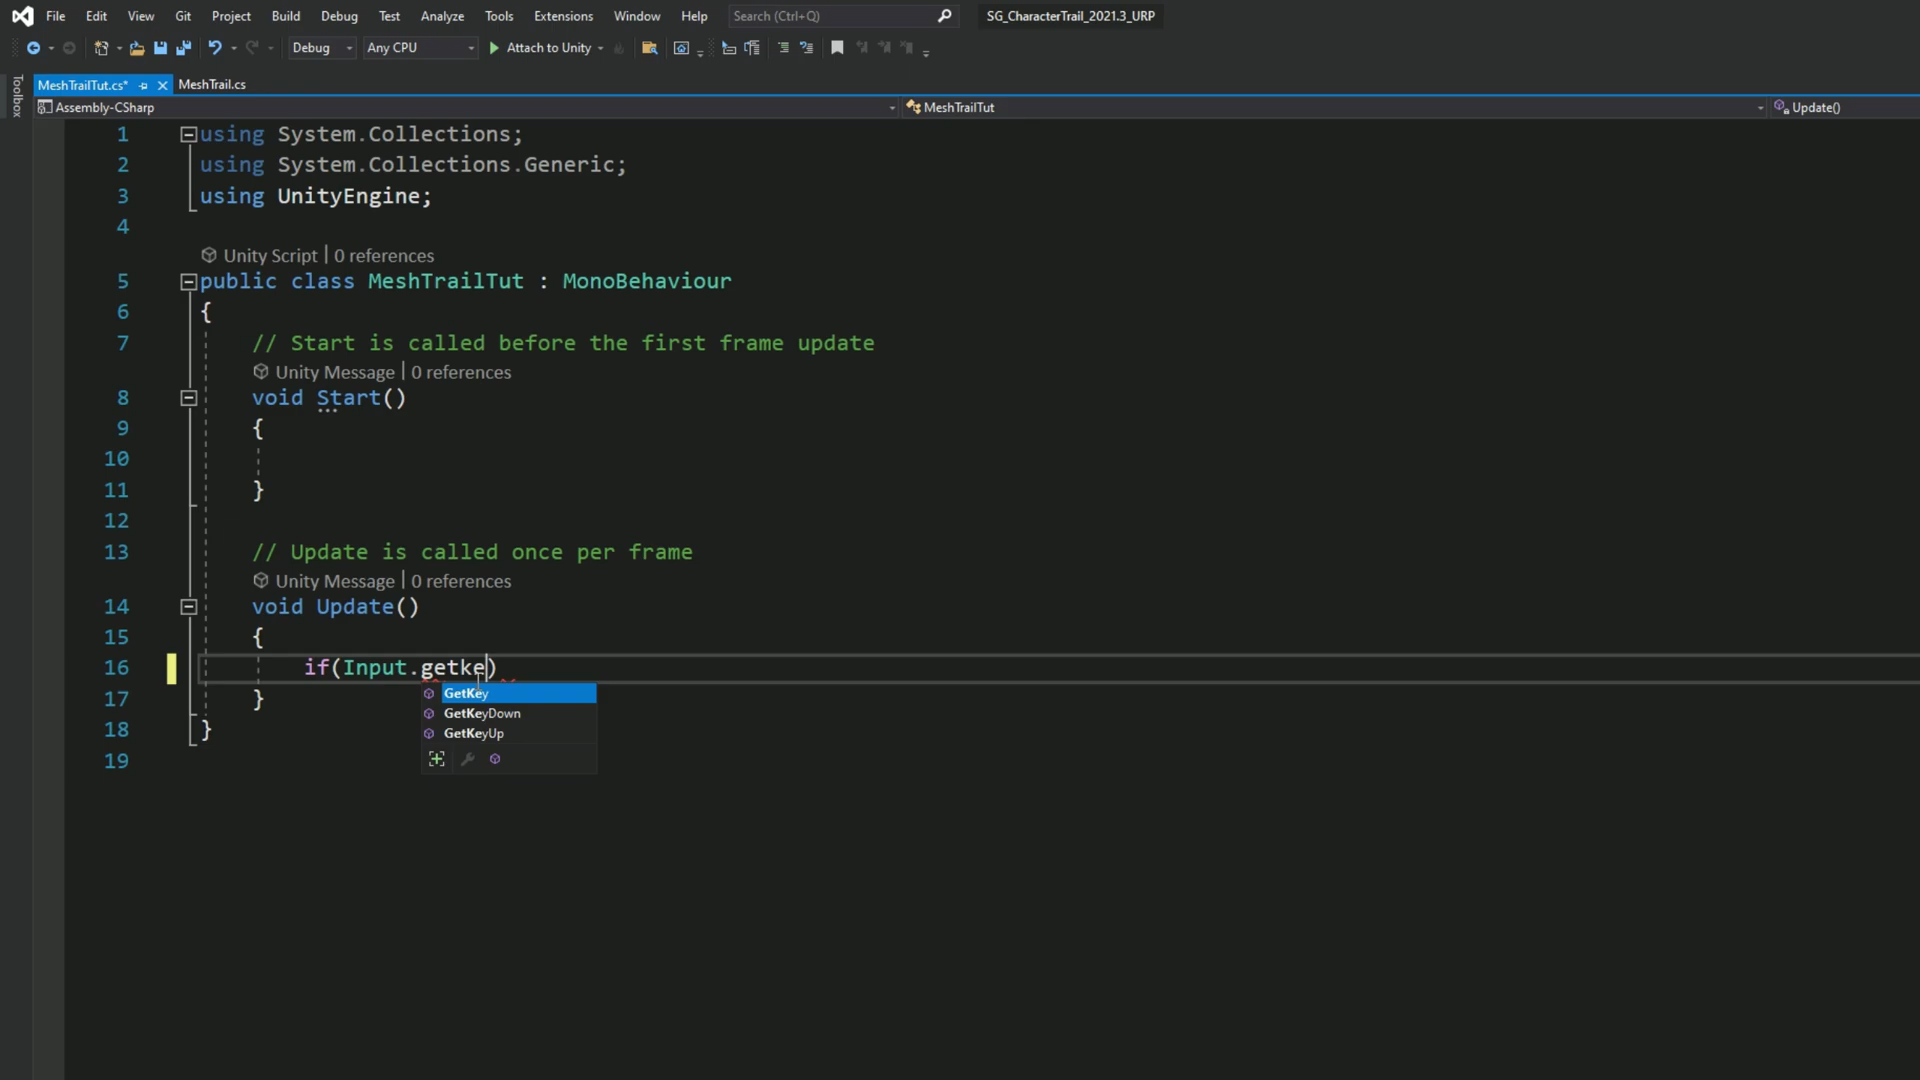 File Edit View Git Project Build Debug Test Analyze Tools Extensions Window Help Search (Ctrl+Q) SG_CharacterTrail_2021.3_URP
Debug Any CPU Attach to Unity
Toolbox
MeshTrailTut.cs* MeshTrail.cs
Assembly-CSharp MeshTrailTut Update()
1 using System.Collections;
2 using System.Collections.Generic;
3 using UnityEngine;
4
Unity Script | 0 references
5 public class MeshTrailTut : MonoBehaviour
6 {
7 // Start is called before the first frame update
Unity Message | 0 references
8 void Start()
9 {
10
11 }
12
13 // Update is called once per frame
Unity Message | 0 references
14 void Update()
15 {
16 if(Input.getke)
GetKey
17 }
GetKeyDown
18 }
GetKeyUp
19